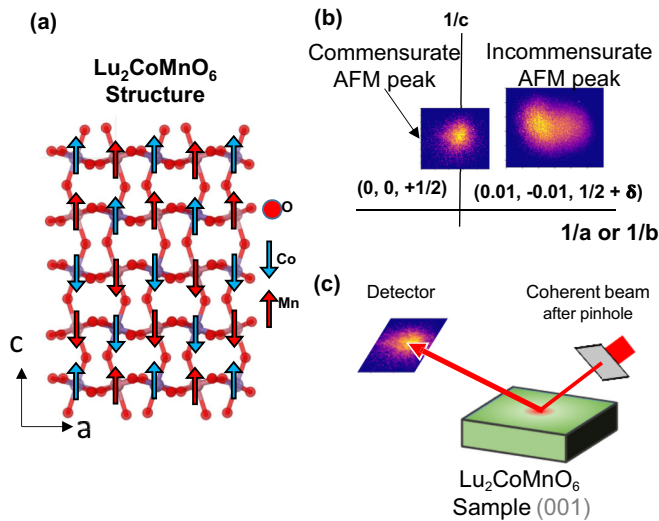 (a)
Lu₂CoMnO₆
Structure
O
Co
Mn
c
a
(b)
1/c
Commensurate
AFM peak
Incommensurate
AFM peak
(0, 0, +1/2)
(0.01, -0.01, 1/2 + δ)
1/a or 1/b
(c)
Detector
Coherent beam
after pinhole
Lu₂CoMnO₆
Sample (001)